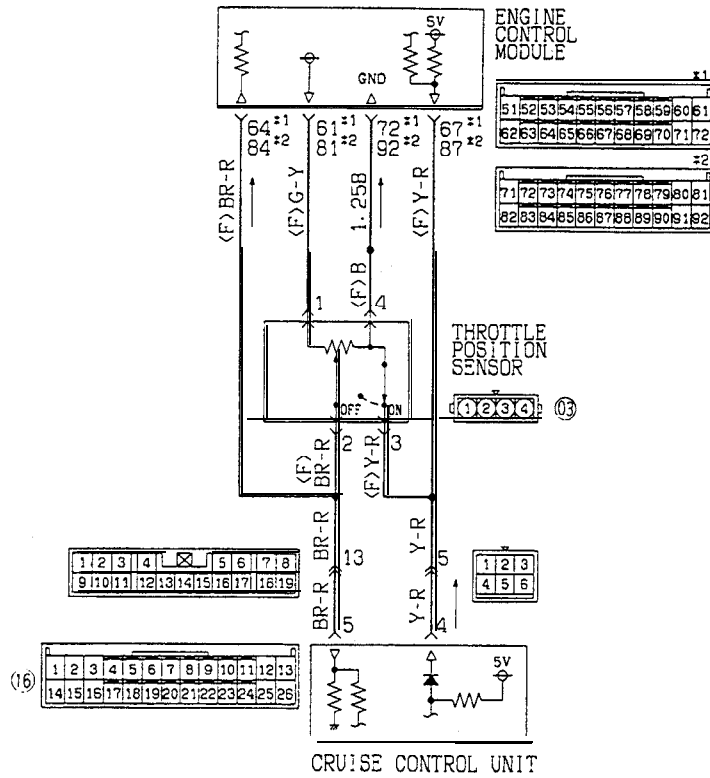 ENGINE
CONTROL
MODULE
5V
GND
*1
51 52 53 54 55 56 57 58 59 60 61
62 63 64 65 66 67 68 69 70 71 72
64*1 61*1 72*1 67*1
84*2 81*2 92*2 87*2
*2
71 72 73 74 75 76 77 78 79 80 81
82 83 84 85 86 87 88 89 90 91 92
(F)BR-R
(F)G-Y
1.25B
(F)Y-R
(F)B
1 4
THROTTLE
POSITION
SENSOR
OFF ON
1 2 3 4
03
2 3
(F)
BR-R
(F)Y-R
BR-R
Y-R
13 5
1 2 3 4 5 6 7 8
9 10 11 12 13 14 15 16 17 18 19
1 2 3
4 5 6
BR-R
Y-R
5 4
16
1 2 3 4 5 6 7 8 9 10 11 12 13
14 15 16 17 18 19 20 21 22 23 24 25 26
5V
CRUISE CONTROL UNIT